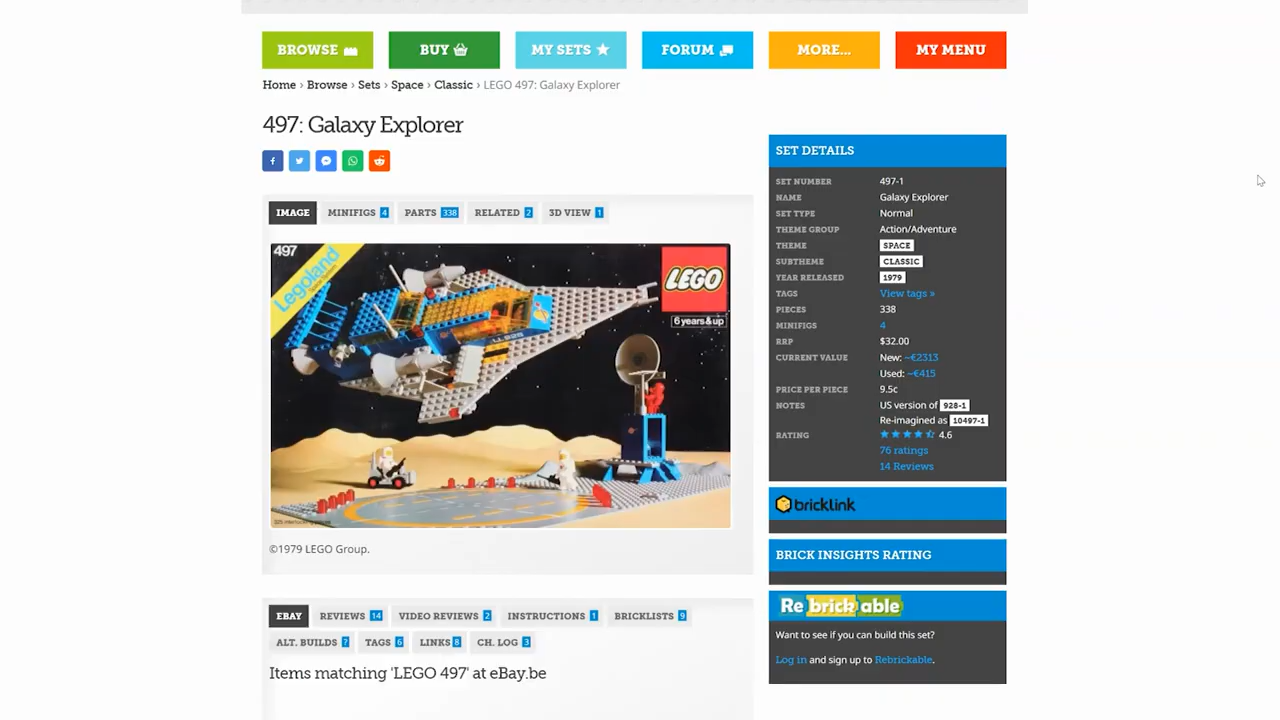 BROWSE
BUY
MY SETS
FORUM
MORE...
MY MENU
Home › Browse › Sets › Space › Classic › LEGO 497: Galaxy Explorer
497: Galaxy Explorer
IMAGE
MINIFIGS 4
PARTS 338
RELATED 2
3D VIEW 1
497
Legoland
LEGO
6 years & up
LL 928
©1979 LEGO Group.
EBAY
REVIEWS 14
VIDEO REVIEWS 2
INSTRUCTIONS 1
BRICKLISTS 9
ALT. BUILDS 7
TAGS 6
LINKS 8
CH. LOG 3
Items matching 'LEGO 497' at eBay.be
SET DETAILS
SET NUMBER 497-1
NAME Galaxy Explorer
SET TYPE Normal
THEME GROUP Action/Adventure
THEME SPACE
SUBTHEME CLASSIC
YEAR RELEASED 1979
TAGS View tags »
PIECES 338
MINIFIGS 4
RRP $32.00
CURRENT VALUE New: ~€2313
Used: ~€415
PRICE PER PIECE 9.5c
NOTES US version of 928-1
Re-imagined as 10497-1
RATING 4.6
76 ratings
14 Reviews
bricklink
BRICK INSIGHTS RATING
Rebrickable
Want to see if you can build this set?
Log in and sign up to Rebrickable.